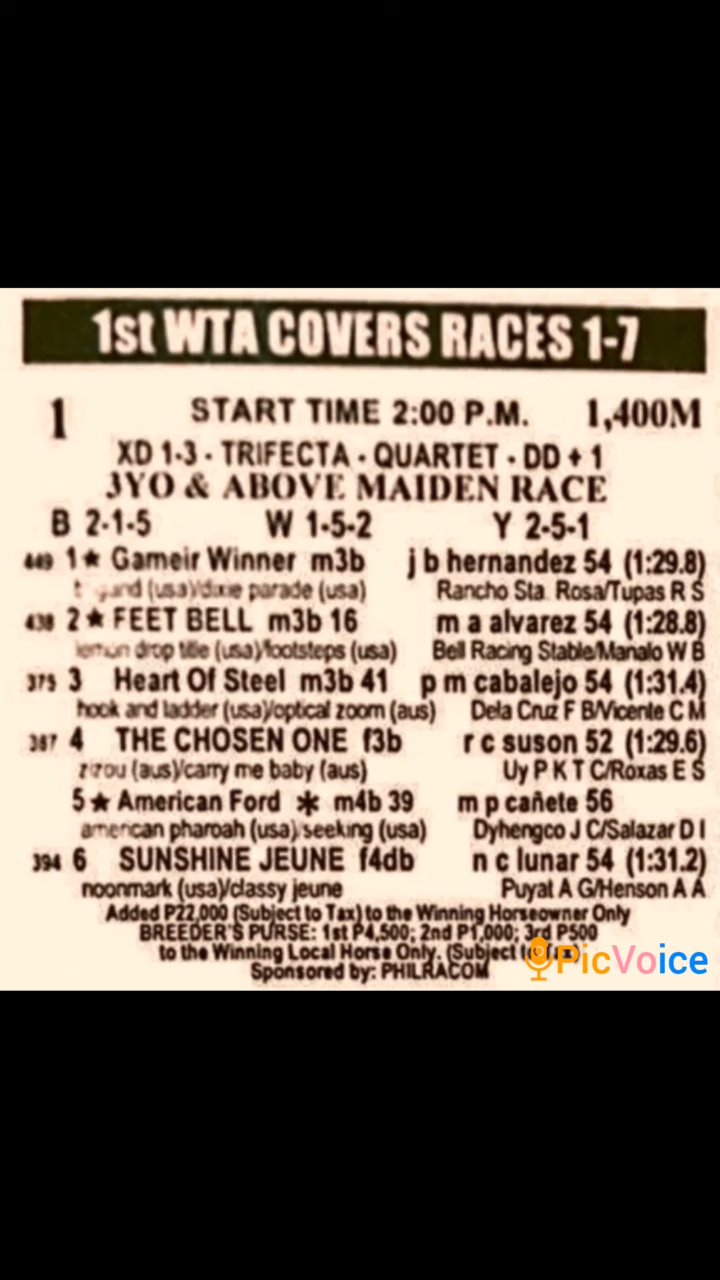 1st WTA COVERS RACES 1-7
1 START TIME 2:00 P.M. 1,400M
XD 1-3 - TRIFECTA - QUARTET - DD + 1
3YO & ABOVE MAIDEN RACE
B 2-1-5 W 1-5-2 Y 2-5-1
449 1★ Gameir Winner m3b j b hernandez 54 (1:29.8)
(usa)/dixie parade (usa) Rancho Sta. Rosa/Tupas R S
438 2★ FEET BELL m3b 16 m a alvarez 54 (1:28.8)
lemon drop title (usa)/footsteps (usa) Bell Racing Stable/Manalo W B
375 3 Heart Of Steel m3b 41 p m cabalejo 54 (1:31.4)
hook and ladder (usa)/optical zoom (aus) Dela Cruz F B/Vicente C M
387 4 THE CHOSEN ONE f3b r c suson 52 (1:29.6)
(aus)/carry me baby (aus) Uy P K T C/Roxas E S
5★ American Ford * m4b 39 m p cañete 56
american pharoah (usa)/seeking (usa) Dyhengco J C/Salazar D I
394 6 SUNSHINE JEUNE f4db n c lunar 54 (1:31.2)
noonmark (usa)/classy jeune Puyat A G/Henson A A
Added P22,000 (Subject to Tax) to the Winning Horseowner Only
BREEDER'S PURSE: 1st P4,500; 2nd P1,000; 3rd P500
to the Winning Local Horse Only. (Subject to Tax)
Sponsored by: PHILRACOM
PicVoice